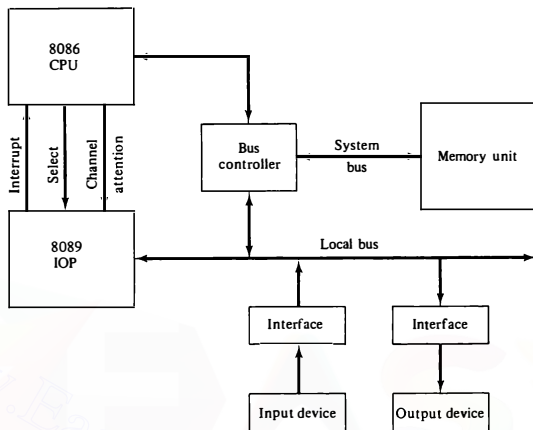 8086
CPU
Interrupt
Select
Channel
attention
Bus
controller
System
bus
Memory unit
8089
IOP
Local bus
Interface
Interface
Input device
Output device